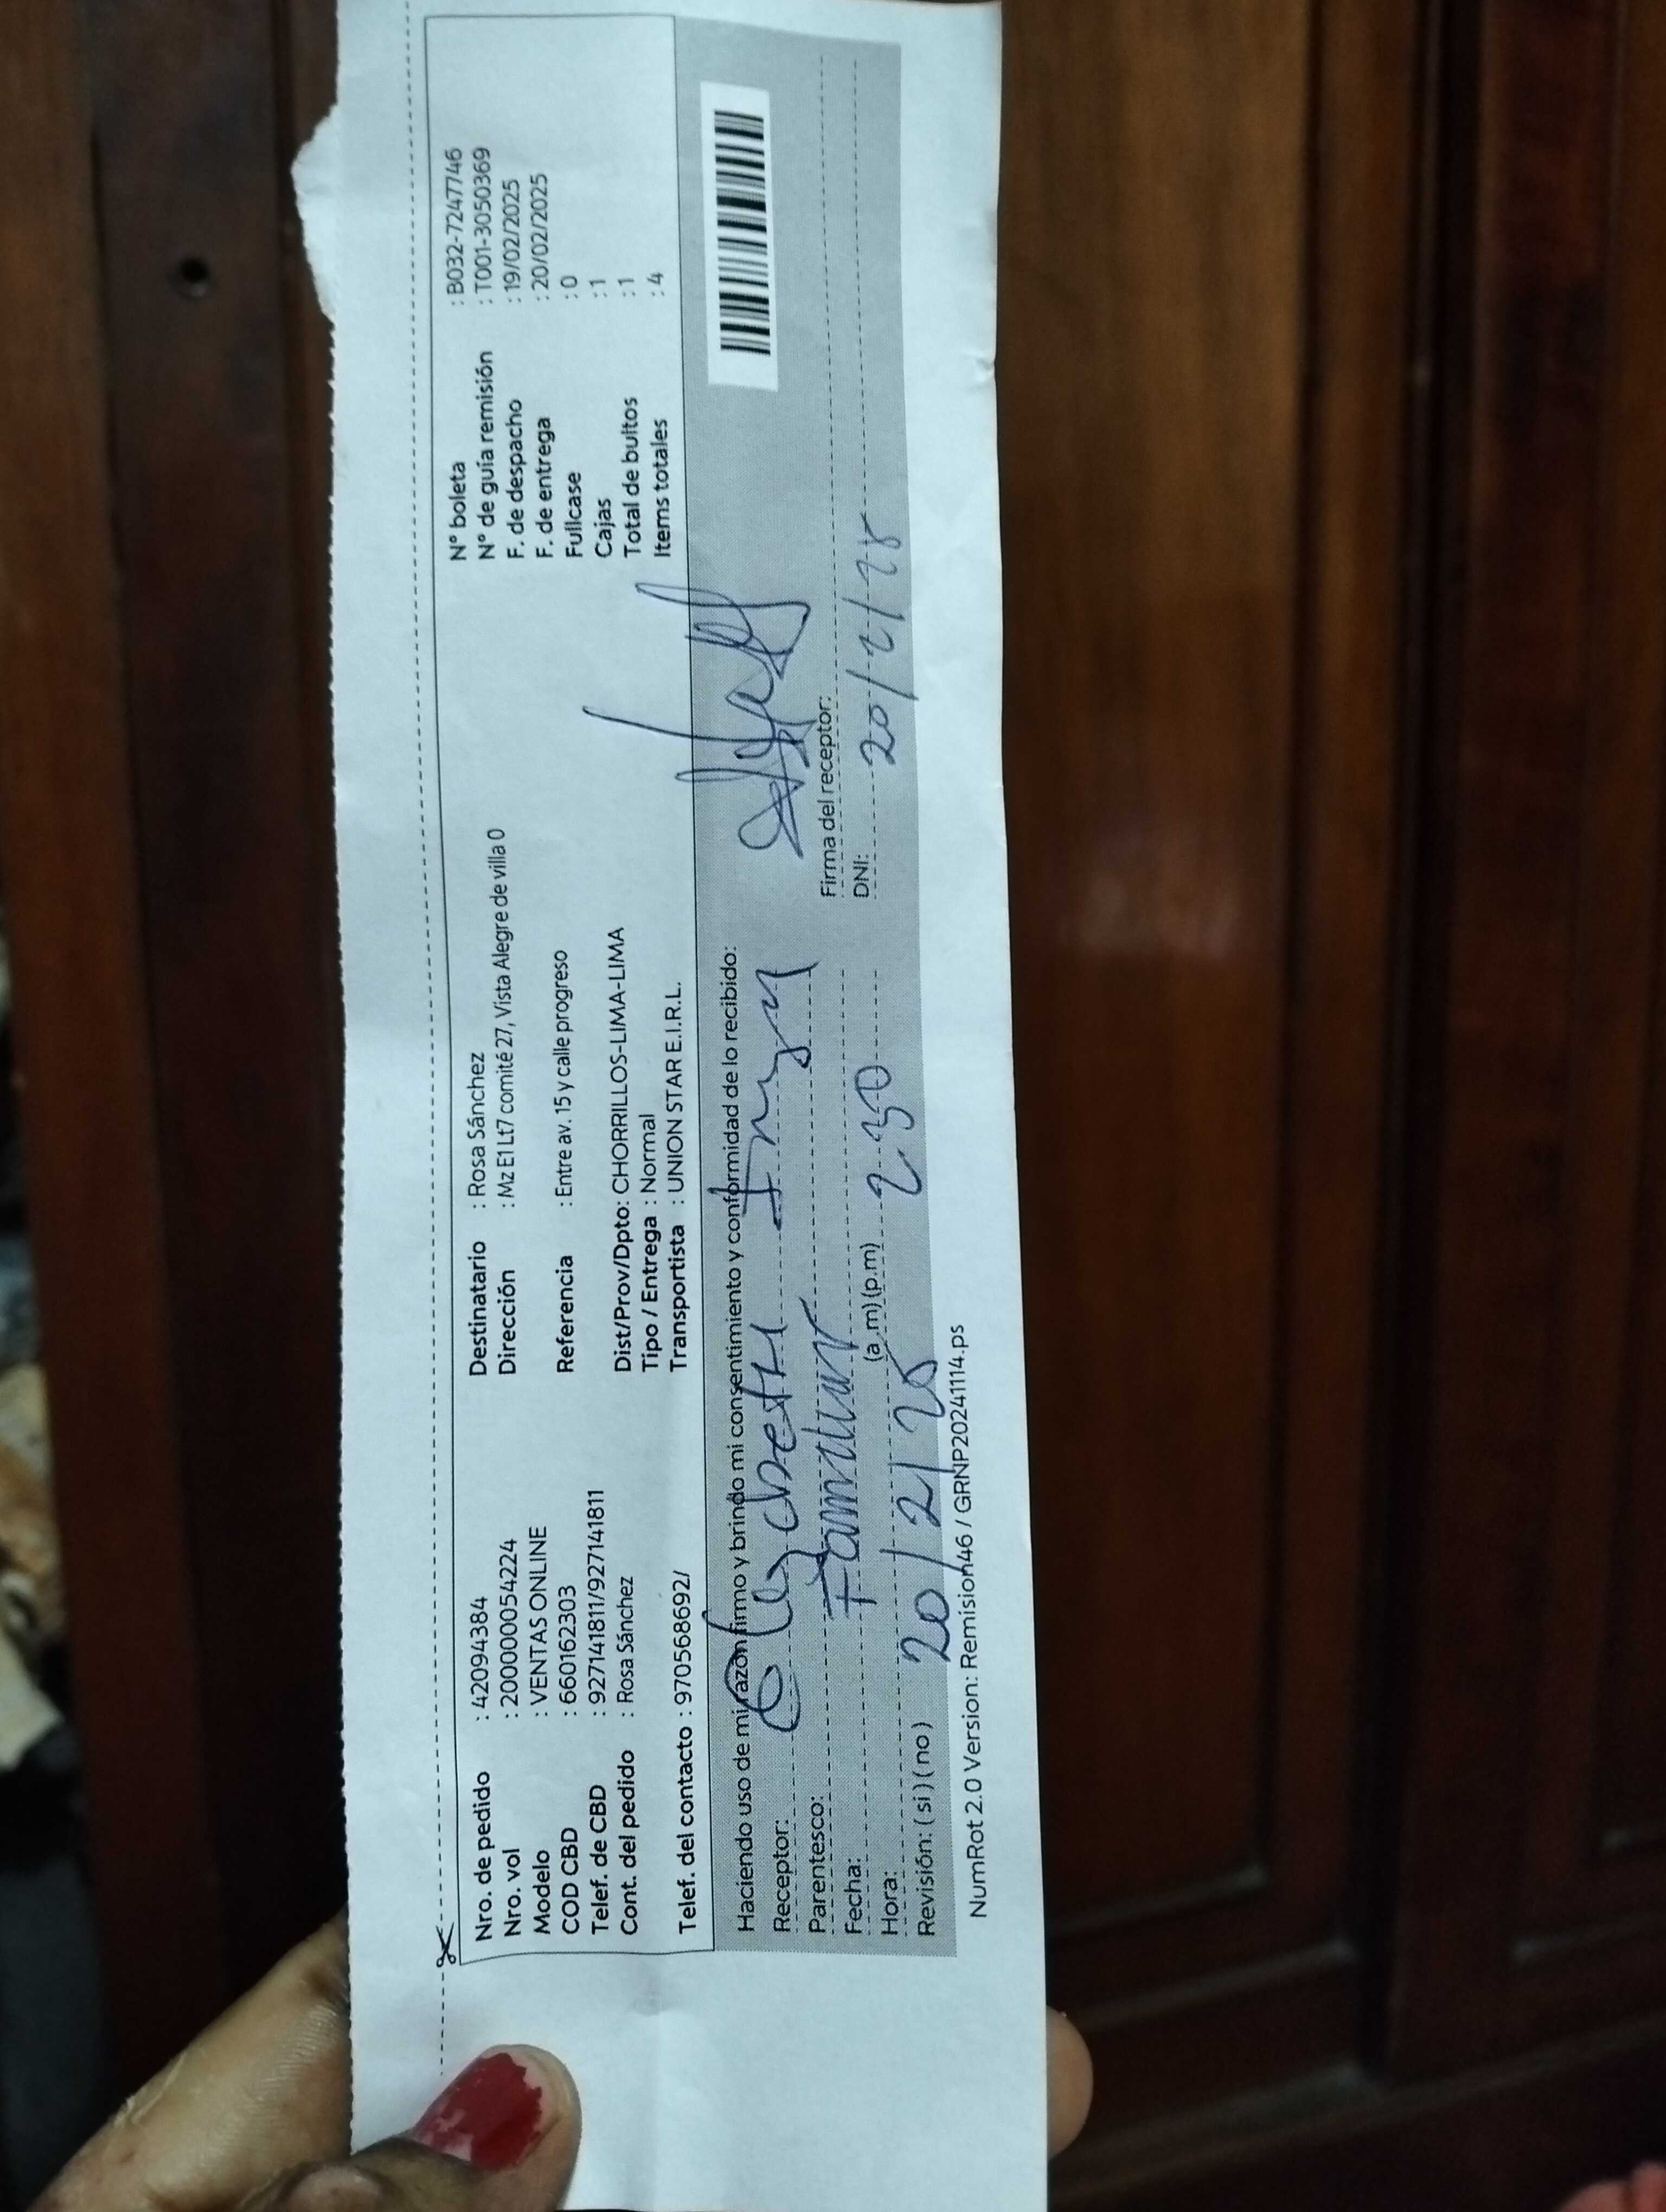 Nro. de pedido : 42094384
Nro. vol : 200000054224
Modelo : VENTAS ONLINE
COD CBD : 660162303
Telef. de CBD : 927141811/927141811
Cont. del pedido : Rosa Sánchez
Telef. del contacto : 970568692/
Destinatario : Rosa Sánchez
Dirección : Mz E1 Lt7 comité 27, Vista Alegre de villa 0
Referencia : Entre av. 15 y calle progreso
Dist/Prov/Dpto: CHORRILLOS-LIMA-LIMA
Tipo / Entrega : Normal
Transportista : UNION STAR E.I.R.L.
N° boleta : B032-7247746
N° de guía remisión : T001-3050369
F. de despacho : 19/02/2025
F. de entrega : 20/02/2025
Fullcase : 0
Cajas : 1
Total de bultos : 1
Items totales : 4
Haciendo uso de mi razón firmo y brindo mi consentimiento y conformidad de lo recibido:
Receptor:
Parentesco: Familiar
Fecha: 20/2/25
Hora: (a.m) (p.m) 230
Revisión: ( si ) ( no )
Firma del receptor:
DNI: 20/2/25
NumRot 2.0 Version: Remision46 / GRNP20241114.ps